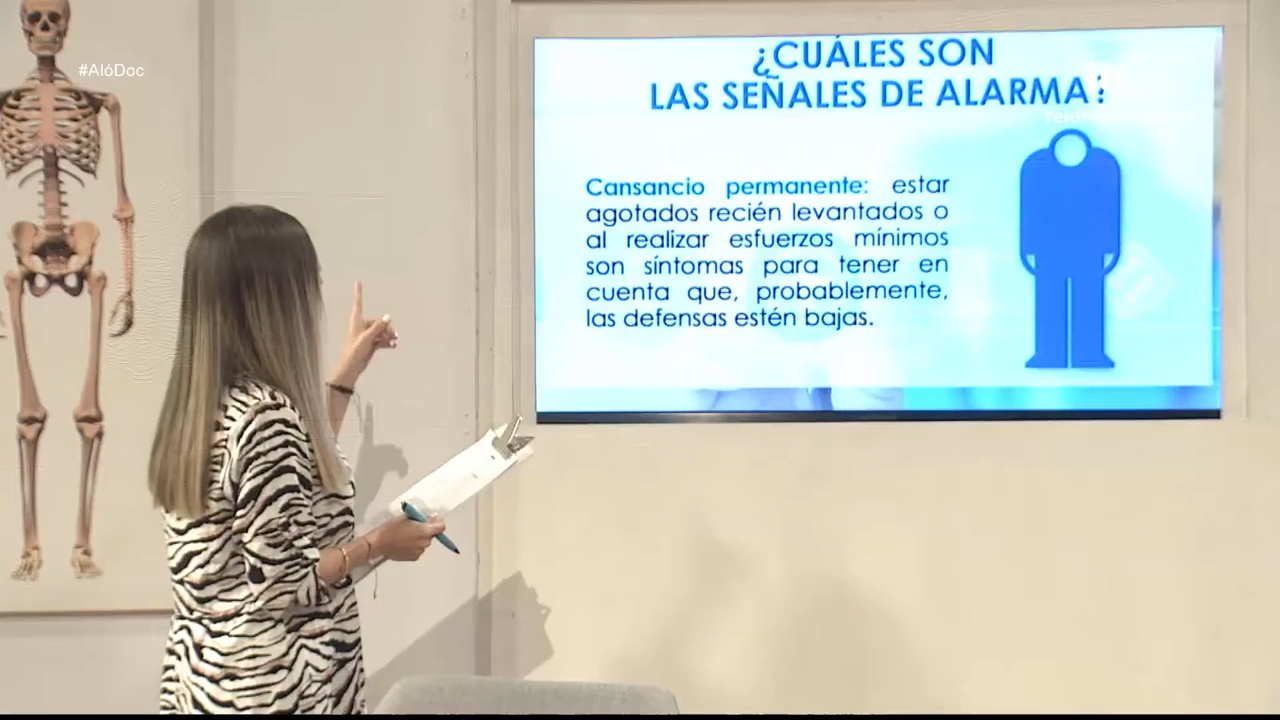 #AlóDoc
¿CUÁLES SON
LAS SEÑALES DE ALARMA?
Cansancio permanente: estar
agotados recién levantados o
al realizar esfuerzos mínimos
son síntomas para tener en
cuenta que, probablemente,
las defensas estén bajas.